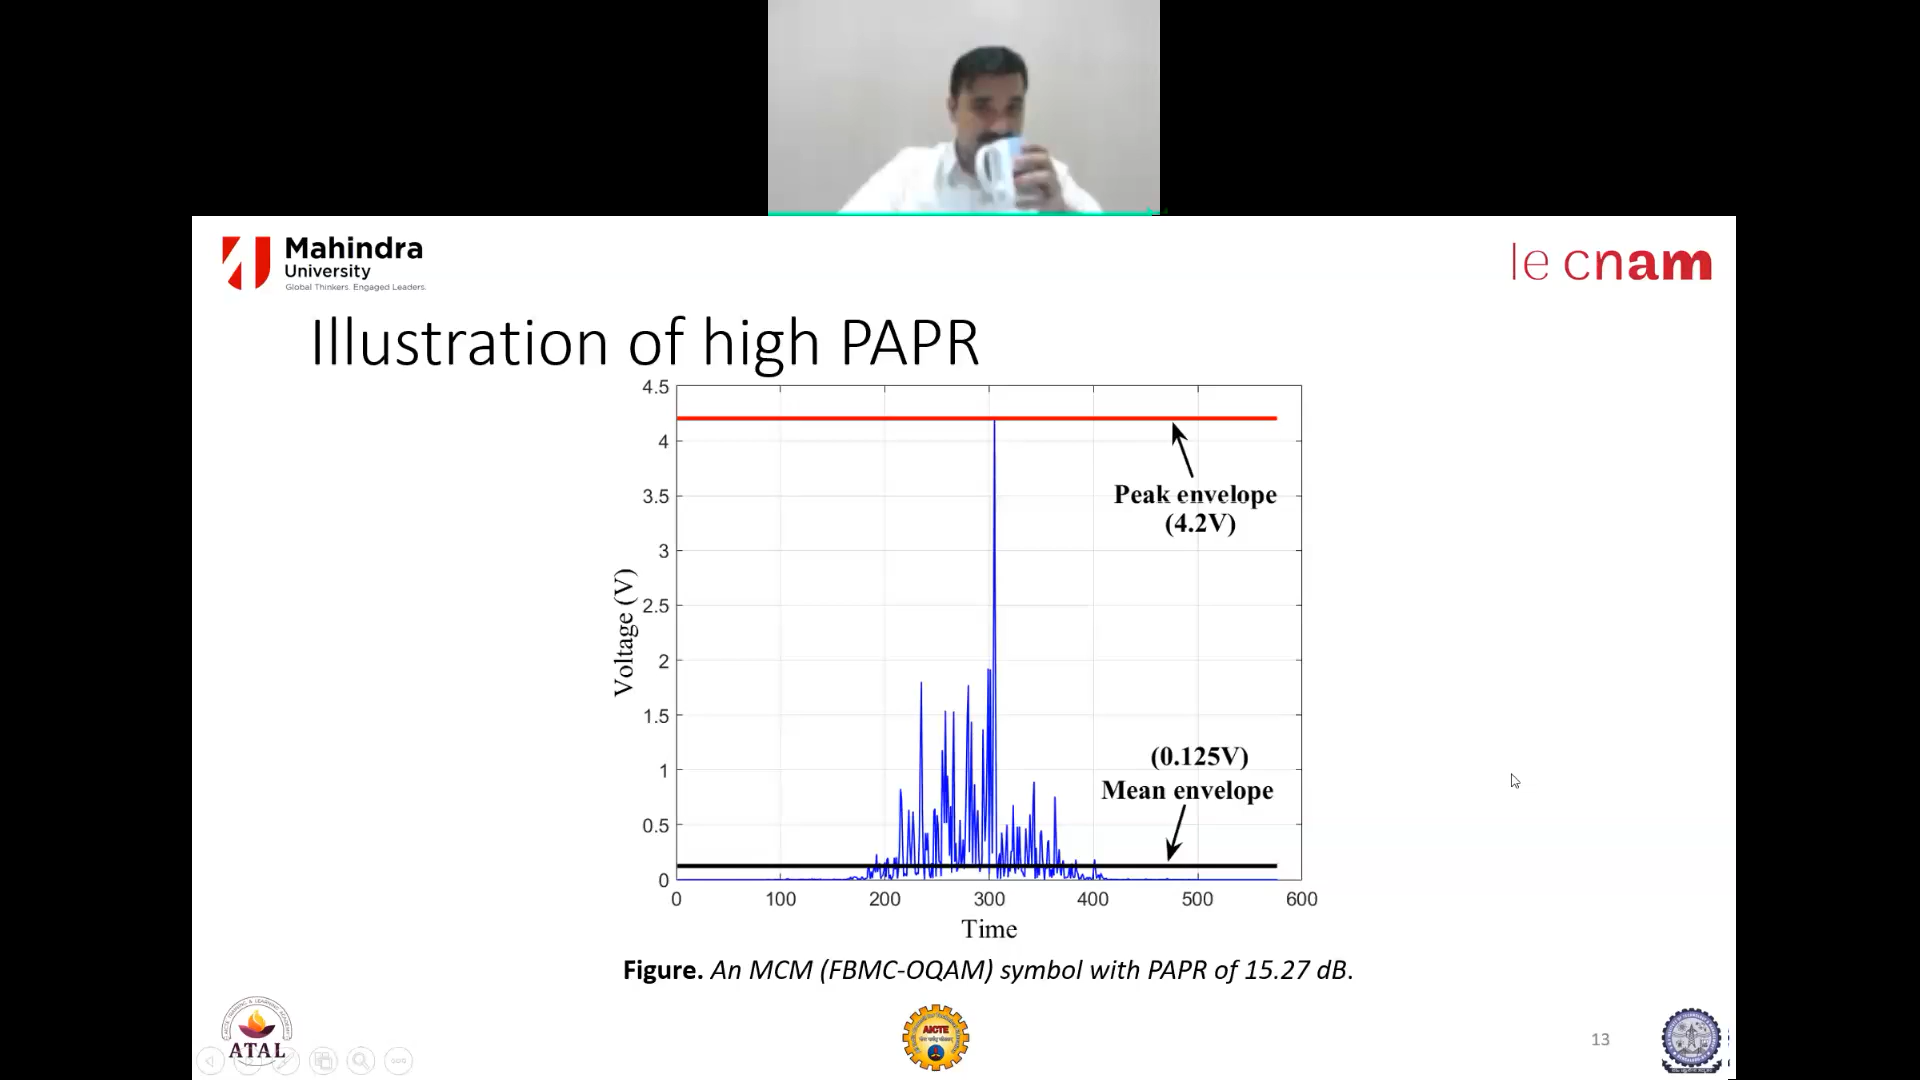 Mahindra
University
Global Thinkers. Engaged Leaders.
le cnam
Illustration of high PAPR
4.5
4
3.5
3
2.5
2
1.5
1
0.5
0
Voltage (V)
Peak envelope
(4.2V)
(0.125V)
Mean envelope
0 100 200 300 400 500 600
Time
Figure. An MCM (FBMC-OQAM) symbol with PAPR of 15.27 dB.
ATAL
AICTE
13